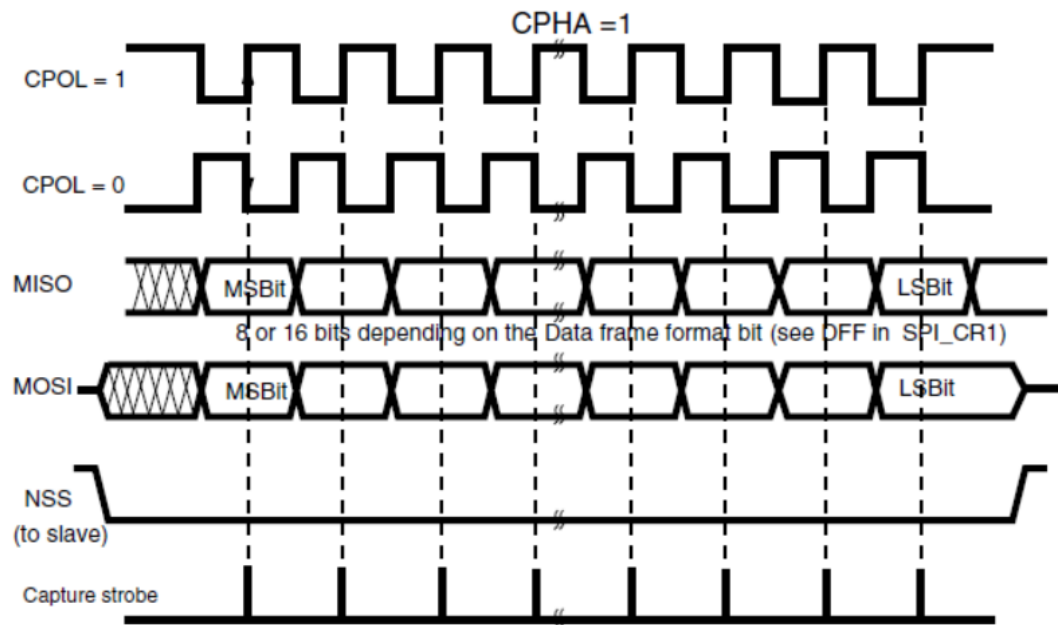 CPHA =1
CPOL = 1
CPOL = 0
MISO
MSBit
LSBit
8 or 16 bits depending on the Data frame format bit (see DFF in SPI_CR1)
MOSI
MSBit
LSBit
NSS
(to slave)
Capture strobe